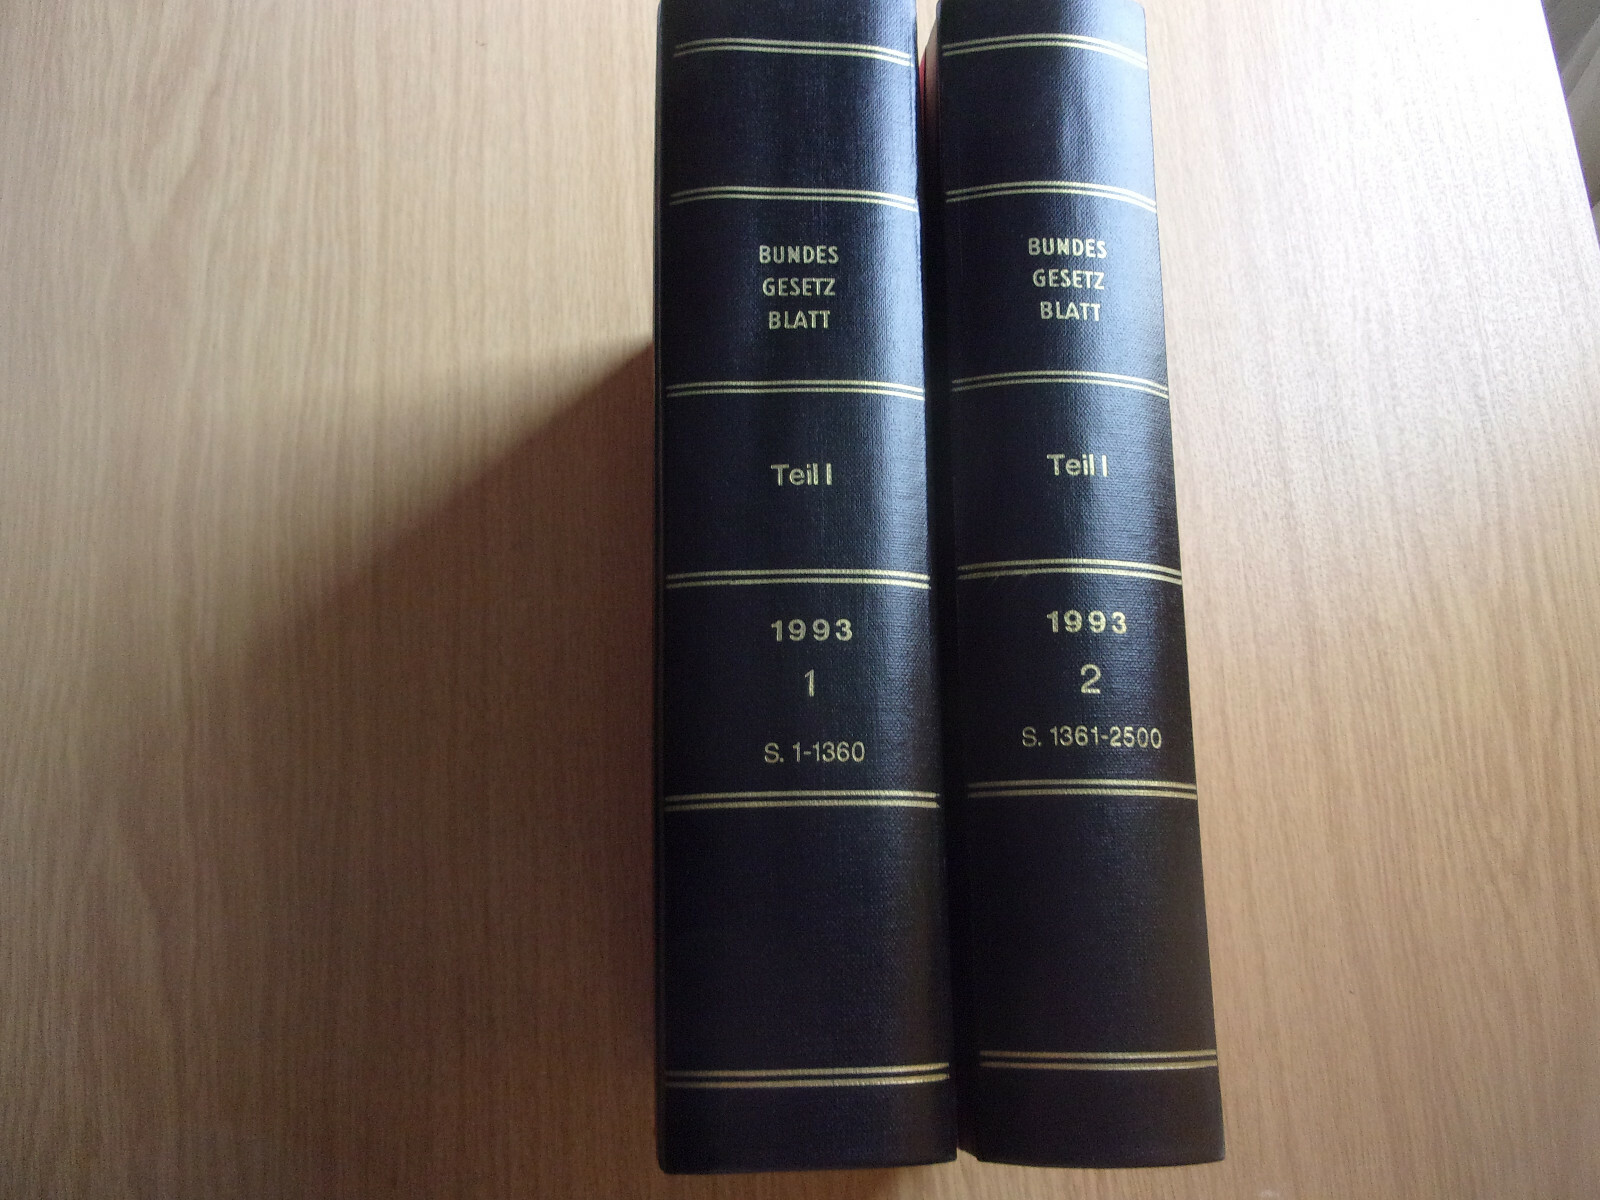 BUNDES
GESETZ
BLATT
Teil I
1993
1
S. 1-1360
BUNDES
GESETZ
BLATT
Teil I
1993
2
S. 1361-2500